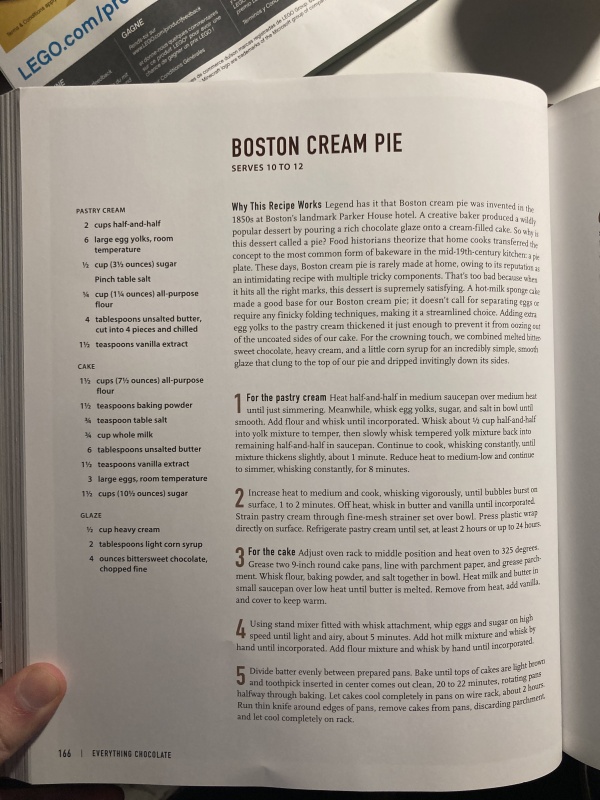 Terms & Conditions
GAGNE
LEGO.com/pro
BOSTON CREAM PIE
SERVES 10 TO 12
PASTRY CREAM
2 cups half-and-half
6 large egg yolks, room
temperature
½ cup (3½ ounces) sugar
Pinch table salt
¼ cup (1¼ ounces) all-purpose
flour
4 tablespoons unsalted butter,
cut into 4 pieces and chilled
1½ teaspoons vanilla extract
CAKE
1½ cups (7½ ounces) all-purpose
flour
1½ teaspoons baking powder
¾ teaspoon table salt
¾ cup whole milk
6 tablespoons unsalted butter
1½ teaspoons vanilla extract
3 large eggs, room temperature
1½ cups (10½ ounces) sugar
GLAZE
½ cup heavy cream
2 tablespoons light corn syrup
4 ounces bittersweet chocolate,
chopped fine
Why This Recipe Works Legend has it that Boston cream pie was invented in the
1850s at Boston's landmark Parker House hotel. A creative baker produced a wildly
popular dessert by pouring a rich chocolate glaze onto a cream-filled cake. So why is
this dessert called a pie? Food historians theorize that home cooks transferred the
concept to the most common form of bakeware in the mid-19th-century kitchen: a pie
plate. These days, Boston cream pie is rarely made at home, owing to its reputation as
an intimidating recipe with multiple tricky components. That's too bad because when
it hits all the right marks, this dessert is supremely satisfying. A hot-milk sponge cake
made a good base for our Boston cream pie; it doesn't call for separating eggs or
require any finicky folding techniques, making it a streamlined choice. Adding extra
egg yolks to the pastry cream thickened it just enough to prevent it from oozing out
of the uncoated sides of our cake. For the crowning touch, we combined melted bitter-
sweet chocolate, heavy cream, and a little corn syrup for an incredibly simple, smooth
glaze that clung to the top of our pie and dripped invitingly down its sides.
1 For the pastry cream Heat half-and-half in medium saucepan over medium heat
until just simmering. Meanwhile, whisk egg yolks, sugar, and salt in bowl until
smooth. Add flour and whisk until incorporated. Whisk about ½ cup half-and-half
into yolk mixture to temper, then slowly whisk tempered yolk mixture back into
remaining half-and-half in saucepan. Continue to cook, whisking constantly, until
mixture thickens slightly, about 1 minute. Reduce heat to medium-low and continue
to simmer, whisking constantly, for 8 minutes.
2 Increase heat to medium and cook, whisking vigorously, until bubbles burst on
surface, 1 to 2 minutes. Off heat, whisk in butter and vanilla until incorporated.
Strain pastry cream through fine-mesh strainer set over bowl. Press plastic wrap
directly on surface. Refrigerate pastry cream until set, at least 2 hours or up to 24 hours.
3 For the cake Adjust oven rack to middle position and heat oven to 325 degrees.
Grease two 9-inch round cake pans, line with parchment paper, and grease parch-
ment. Whisk flour, baking powder, and salt together in bowl. Heat milk and butter in
small saucepan over low heat until butter is melted. Remove from heat, add vanilla,
and cover to keep warm.
4 Using stand mixer fitted with whisk attachment, whip eggs and sugar on high
speed until light and airy, about 5 minutes. Add hot milk mixture and whisk by
hand until incorporated. Add flour mixture and whisk by hand until incorporated.
5 Divide batter evenly between prepared pans. Bake until tops of cakes are light brown
and toothpick inserted in center comes out clean, 20 to 22 minutes, rotating pans
halfway through baking. Let cakes cool completely in pans on wire rack, about 2 hours.
Run thin knife around edges of pans, remove cakes from pans, discarding parchment,
and let cool completely on rack.
166 | EVERYTHING CHOCOLATE